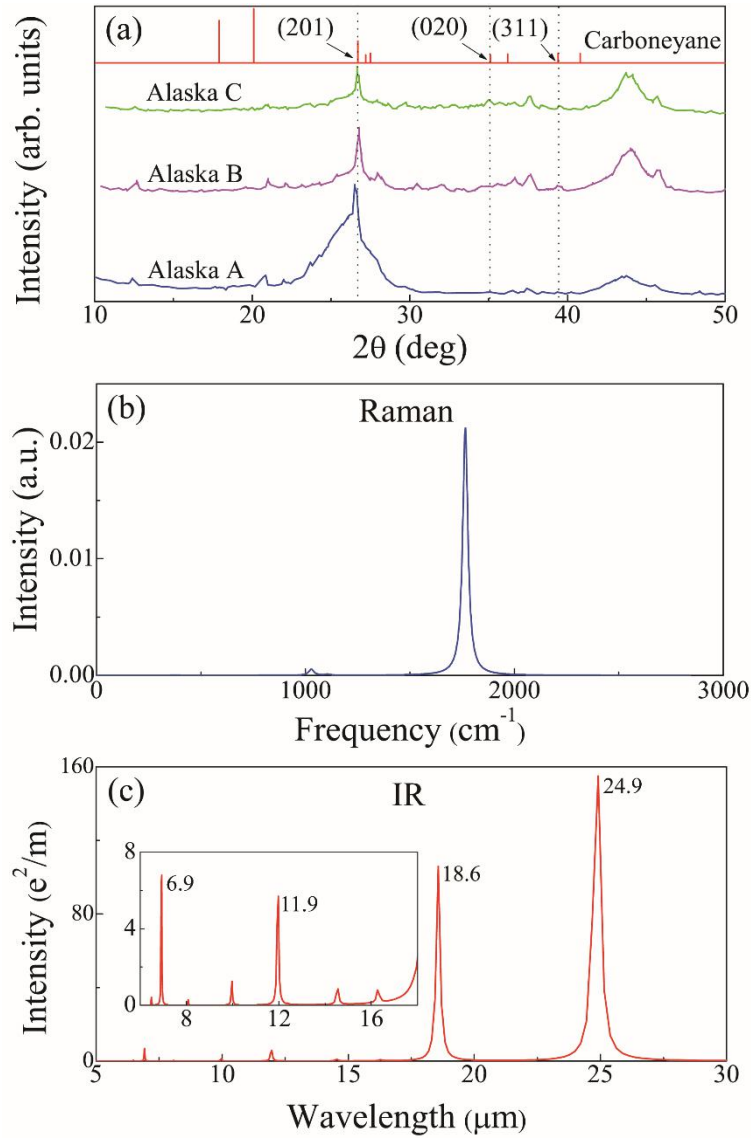 (a)
(201)
(020)
(311)
Carboneyane
Alaska C
Alaska B
Alaska A
Intensity (arb. units)
10 20 30 40 50
2θ (deg)
(b)
Raman
0.02
0.01
0.00
Intensity (a.u.)
0 1000 2000 3000
Frequency (cm⁻¹)
(c)
IR
160
80
0
Intensity (e²/m)
24.9
18.6
8
4
0
6.9
11.9
8 12 16
5 10 15 20 25 30
Wavelength (μm)